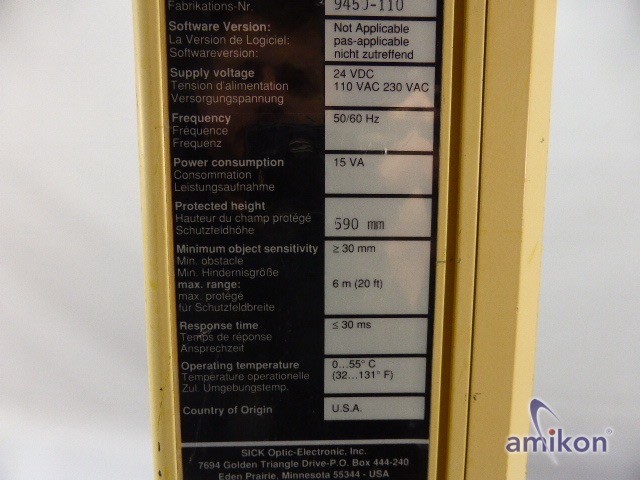 Fabrikations-Nr.
Software Version: Not Applicable
La Version de Logiciel: pas-applicable
Softwareversion: nicht zutreffend
Supply voltage 24 VDC
Tension d'alimentation 110 VAC 230 VAC
Versorgungspannung
Frequency 50/60 Hz
Fréquence
Frequenz
Power consumption 15 VA
Consommation
Leistungsaufnahme
Protected height
Hauteur du champ protégé 590 mm
Schutzfeldhöhe
Minimum object sensitivity ≥ 30 mm
Min. obstacle
Min. Hindernisgröße
max. range: 6 m (20 ft)
max. protégé
für Schutzfeldbreite
Response time ≤ 30 ms
Temps de réponse
Ansprechzeit
Operating temperature 0...55° C
Température operationelle (32...131° F)
Zul. Umgebungstemp.
Country of Origin U.S.A.
SICK Optic-Electronic, Inc.
7694 Golden Triangle Drive-P.O. Box 444-240
Eden Prairie, Minnesota 55344 - USA
amikon